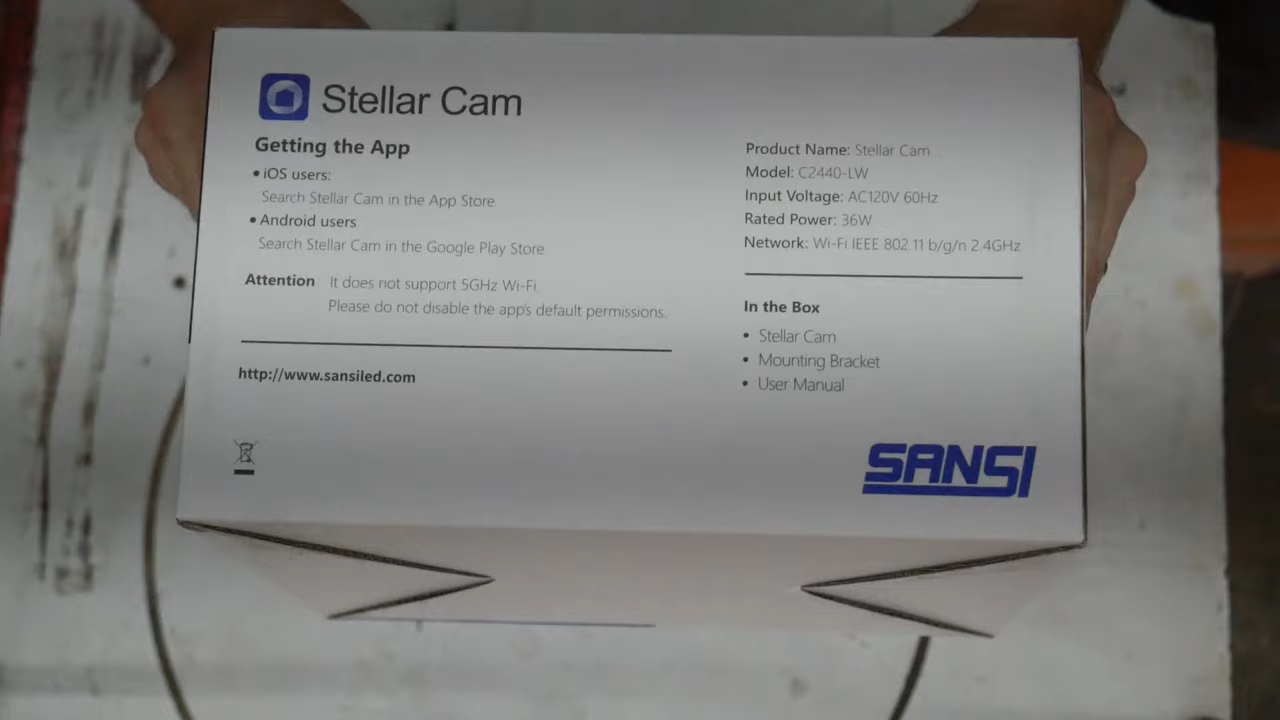 Stellar Cam
Getting the App
• iOS users:
Search Stellar Cam in the App Store
• Android users
Search Stellar Cam in the Google Play Store
Attention It does not support 5GHz Wi-Fi.
Please do not disable the app's default permissions.
http://www.sansiled.com
Product Name: Stellar Cam
Model: C2440-LW
Input Voltage: AC120V 60Hz
Rated Power: 36W
Network: Wi-Fi IEEE 802.11 b/g/n 2.4GHz
In the Box
• Stellar Cam
• Mounting Bracket
• User Manual
SANSI